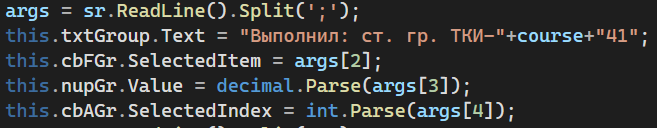 args = sr.ReadLine().Split(';');
this.txtGroup.Text = "Выполнил: ст. гр. ТКИ-"+course+"41";
this.cbFGr.SelectedItem = args[2];
this.nupGr.Value = decimal.Parse(args[3]);
this.cbAGr.SelectedIndex = int.Parse(args[4]);